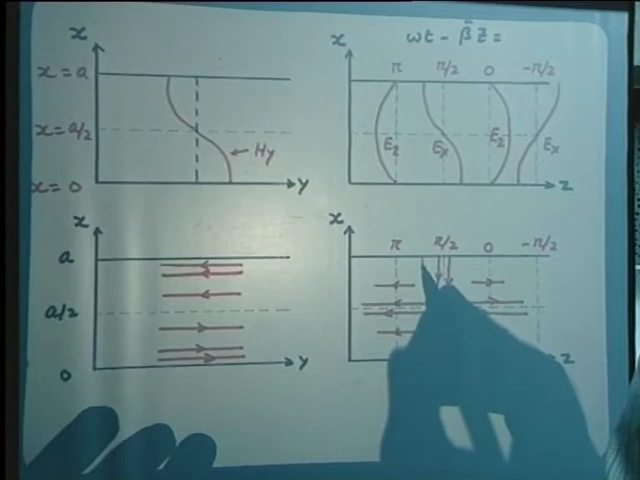 x
x = a
x = a/2
x = 0
Hy
y
ωt - β̄z =
x
π π/2 0 -π/2
Ez Ex Ez Ex
z
x
a
a/2
0
y
x
π π/2 0 -π/2
z